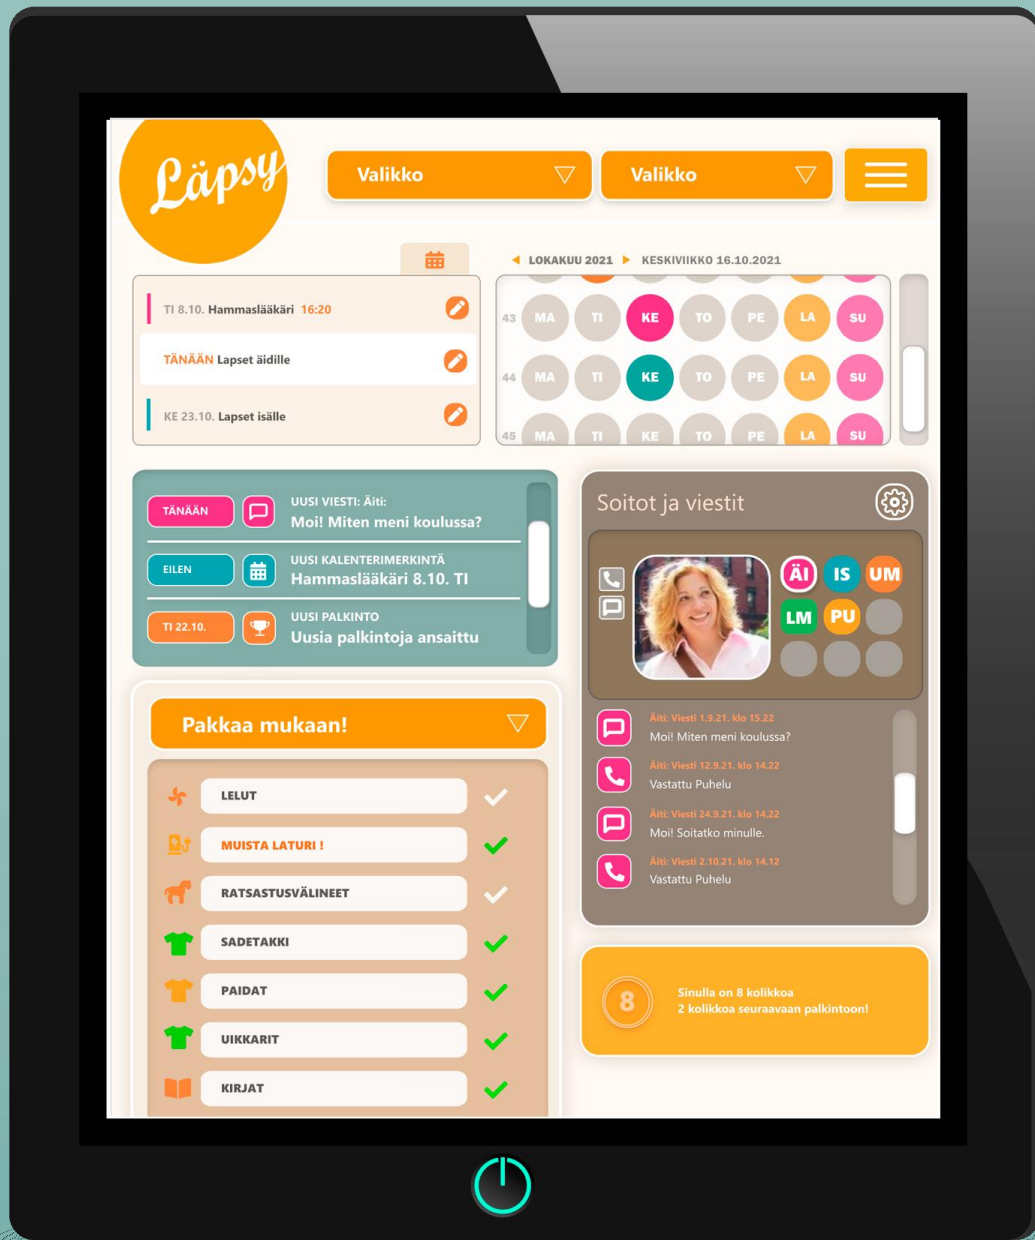 Läpsy
Valikko
Valikko
LOKAKUU 2021 KESKIVIIKKO 16.10.2021
TI 8.10. Hammaslääkäri 16:20
TÄNÄÄN Lapset äidille
KE 23.10. Lapset isälle
43 MA TI KE TO PE LA SU
44 MA TI KE TO PE LA SU
45 MA TI KE TO PE LA SU
TÄNÄÄN
UUSI VIESTI: Äiti:
Moi! Miten meni koulussa?
EILEN
UUSI KALENTERIMERKINTÄ
Hammaslääkäri 8.10. TI
TI 22.10.
UUSI PALKINTO
Uusia palkintoja ansaittu
Soitot ja viestit
ÄI IS UM
LM PU
Äiti: Viesti 1.9.21. klo 15.22
Moi! Miten meni koulussa?
Äiti: Viesti 12.9.21. klo 14.22
Vastattu Puhelu
Äiti: Viesti 24.9.21. klo 14.22
Moi! Soitatko minulle.
Äiti: Viesti 2.10.21. klo 14.12
Vastattu Puhelu
Pakkaa mukaan!
LELUT
MUISTA LATURI !
RATSASTUSVÄLINEET
SADETAKKI
PAIDAT
UIKKARIT
KIRJAT
8
Sinulla on 8 kolikkoa
2 kolikkoa seuraavaan palkintoon!